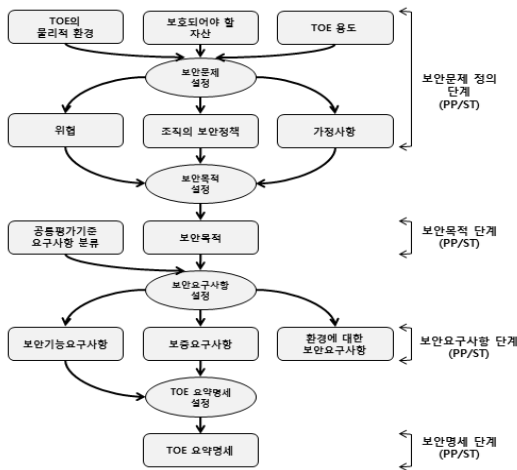 TOE의
물리적 환경
보호되어야 할
자산
TOE 용도
보안문제
설정
보안문제 정의
단계
(PP/ST)
위협
조직의 보안정책
가정사항
보안목적
설정
공통평가기준
요구사항 분류
보안목적
보안목적 단계
(PP/ST)
보안요구사항
설정
보안기능요구사항
보증요구사항
환경에 대한
보안요구사항
보안요구사항 단계
(PP/ST)
TOE 요약명세
설정
TOE 요약명세
보안명세 단계
(PP/ST)